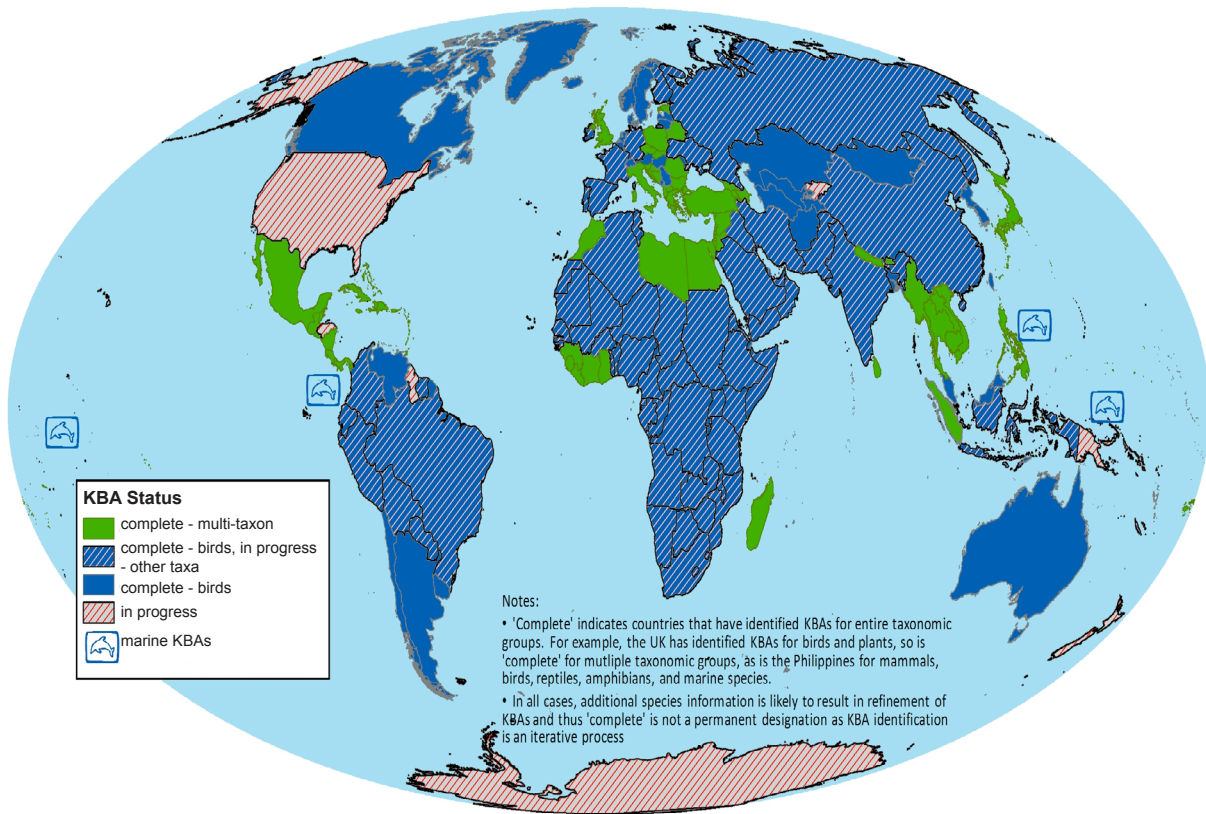 KBA Status
complete - multi-taxon
complete - birds, in progress
- other taxa
complete - birds
in progress
marine KBAs
Notes:
• 'Complete' indicates countries that have identified KBAs for entire taxonomic
groups. For example, the UK has identified KBAs for birds and plants, so is
'complete' for mutliple taxonomic groups, as is the Philippines for mammals,
birds, reptiles, amphibians, and marine species.
• In all cases, additional species information is likely to result in refinement of
KBAs and thus 'complete' is not a permanent designation as KBA identification
is an iterative process